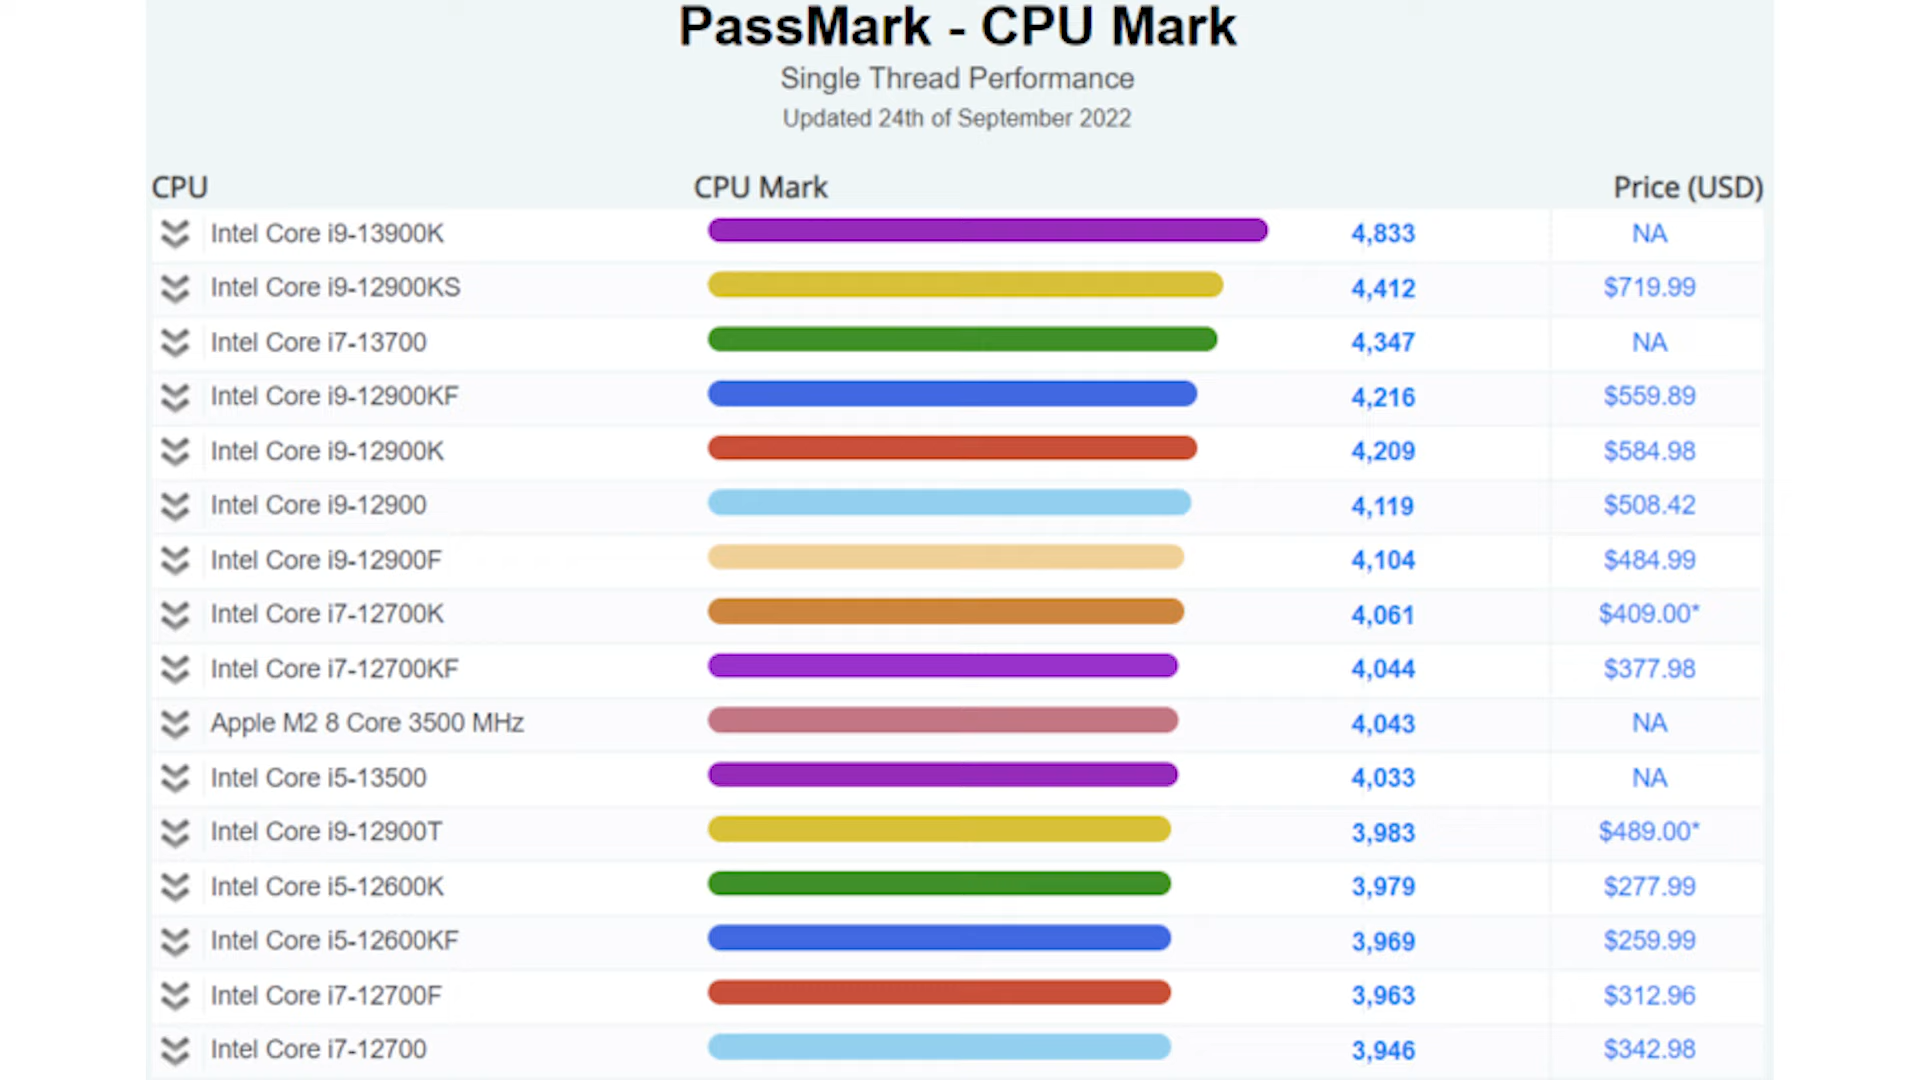 PassMark - CPU Mark
Single Thread Performance
Updated 24th of September 2022
CPU CPU Mark Price (USD)
Intel Core i9-13900K 4,833 NA
Intel Core i9-12900KS 4,412 $719.99
Intel Core i7-13700 4,347 NA
Intel Core i9-12900KF 4,216 $559.89
Intel Core i9-12900K 4,209 $584.98
Intel Core i9-12900 4,119 $508.42
Intel Core i9-12900F 4,104 $484.99
Intel Core i7-12700K 4,061 $409.00*
Intel Core i7-12700KF 4,044 $377.98
Apple M2 8 Core 3500 MHz 4,043 NA
Intel Core i5-13500 4,033 NA
Intel Core i9-12900T 3,983 $489.00*
Intel Core i5-12600K 3,979 $277.99
Intel Core i5-12600KF 3,969 $259.99
Intel Core i7-12700F 3,963 $312.96
Intel Core i7-12700 3,946 $342.98